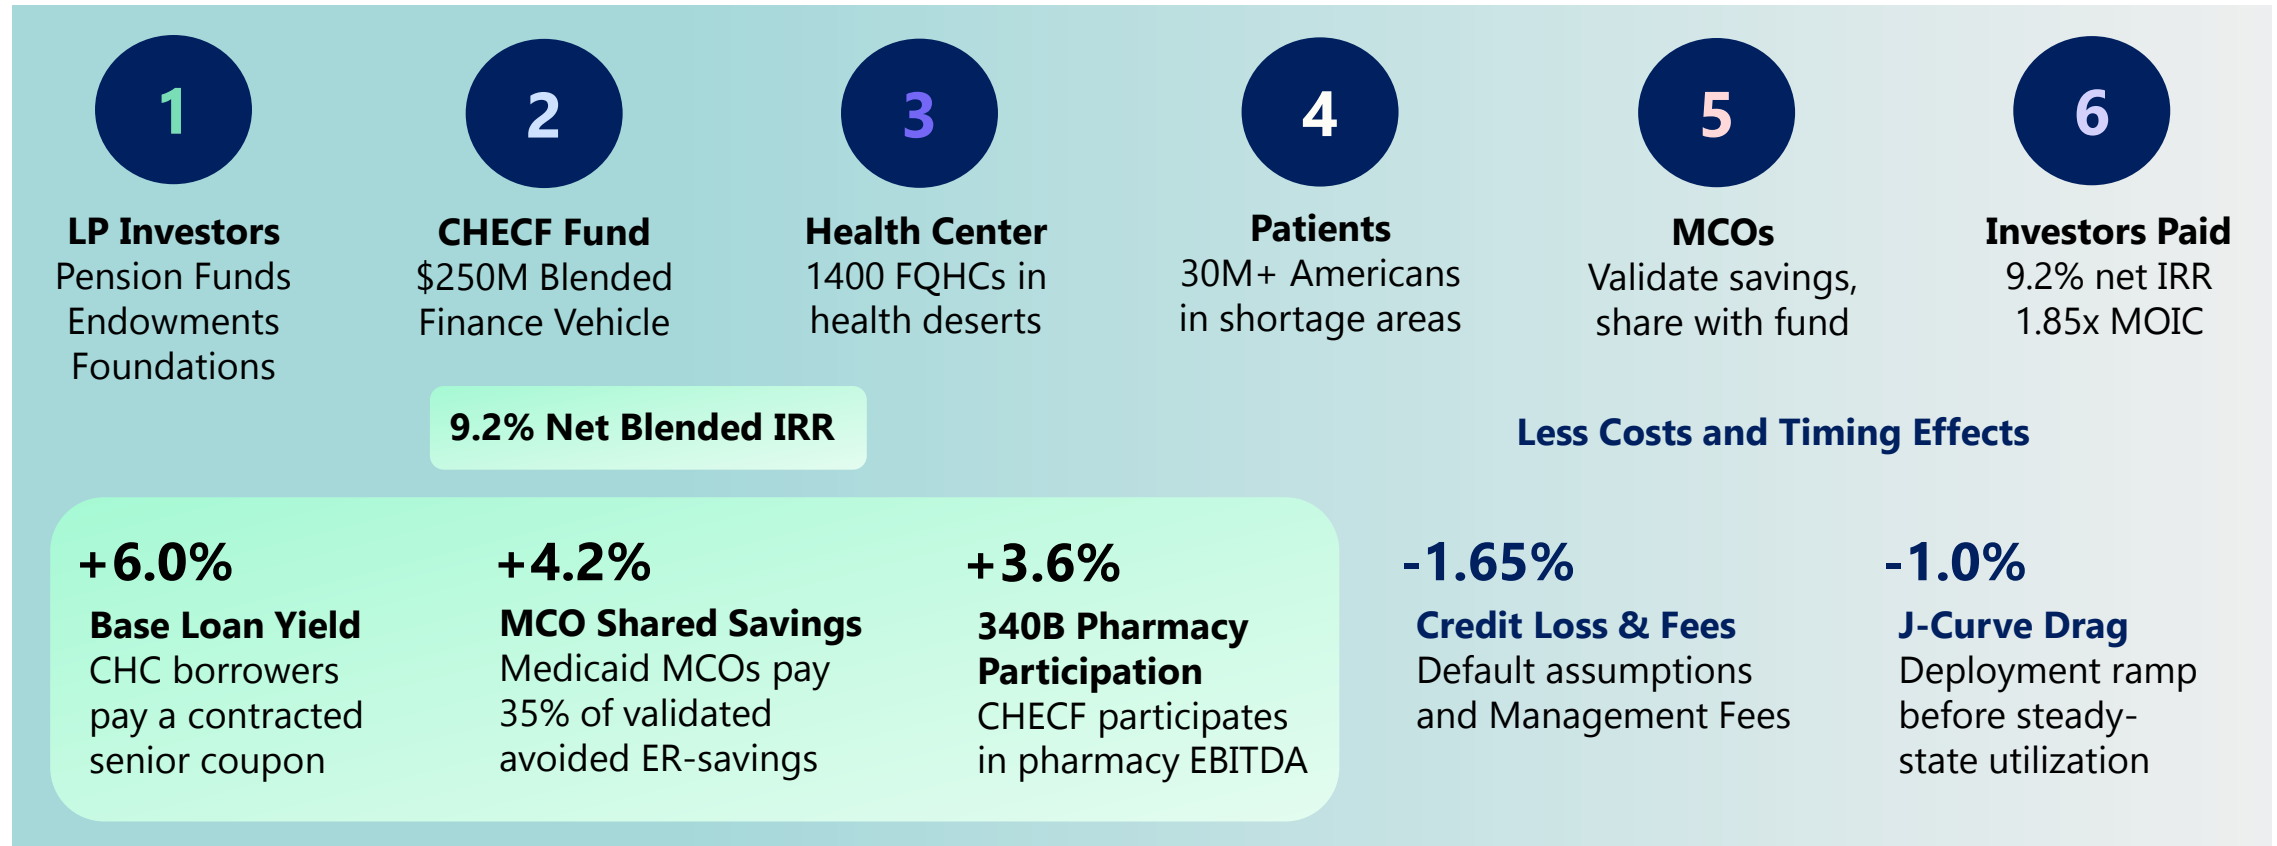 1
LP Investors
Pension Funds
Endowments
Foundations
2
CHECF Fund
$250M Blended
Finance Vehicle
3
Health Center
1400 FQHCs in
health deserts
4
Patients
30M+ Americans
in shortage areas
5
MCOs
Validate savings,
share with fund
6
Investors Paid
9.2% net IRR
1.85x MOIC
9.2% Net Blended IRR
Less Costs and Timing Effects
+6.0%
Base Loan Yield
CHC borrowers
pay a contracted
senior coupon
+4.2%
MCO Shared Savings
Medicaid MCOs pay
35% of validated
avoided ER-savings
+3.6%
340B Pharmacy
Participation
CHECF participates
in pharmacy EBITDA
-1.65%
Credit Loss & Fees
Default assumptions
and Management Fees
-1.0%
J-Curve Drag
Deployment ramp
before steady-
state utilization